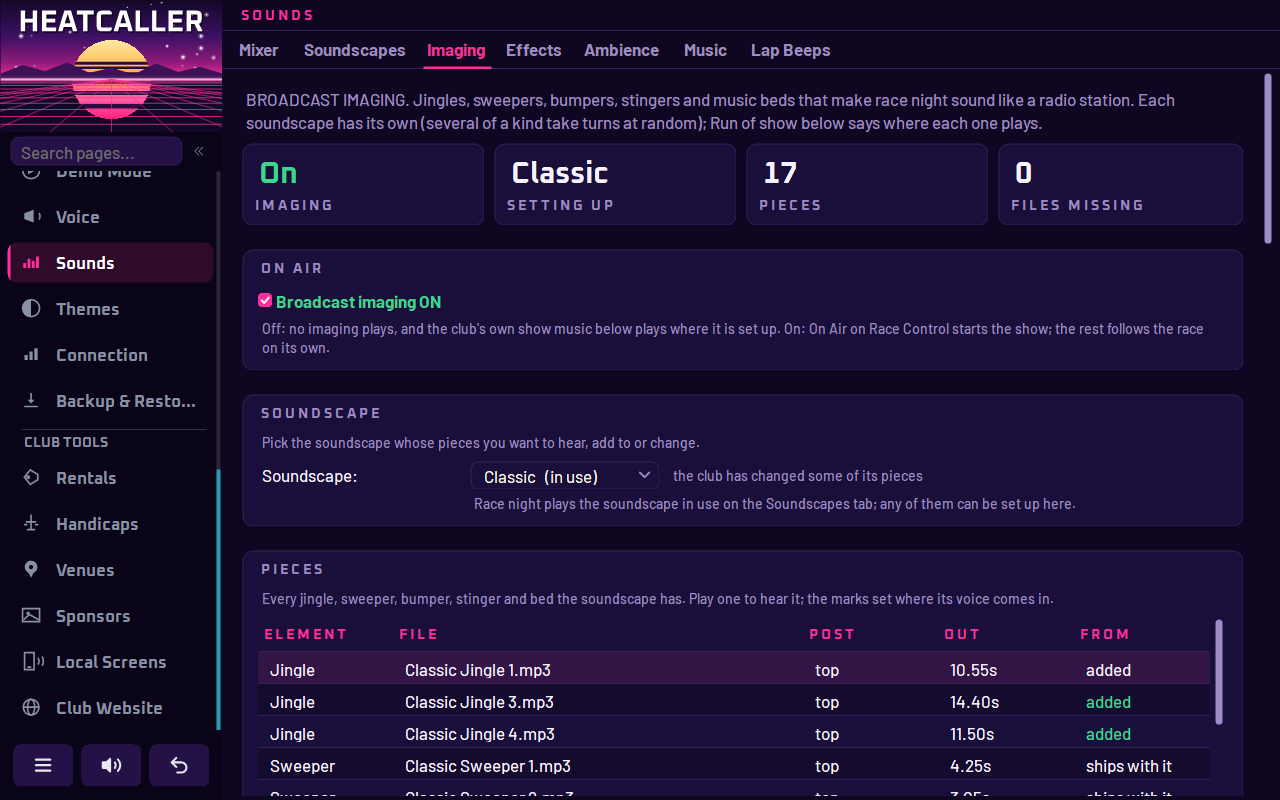 HEATCALLER
SOUNDS
Mixer Soundscapes Imaging Effects Ambience Music Lap Beeps
BROADCAST IMAGING. Jingles, sweepers, bumpers, stingers and music beds that make race night sound like a radio station. Each
soundscape has its own (several of a kind take turns at random); Run of show below says where each one plays.
Search pages...
«
Demo Mode
Voice
Sounds
Themes
Connection
Backup & Resto...
CLUB TOOLS
Rentals
Handicaps
Venues
Sponsors
Local Screens
Club Website
On
IMAGING
Classic
SETTING UP
17
PIECES
0
FILES MISSING
ON AIR
Broadcast imaging ON
Off: no imaging plays, and the club's own show music below plays where it is set up. On: On Air on Race Control starts the show; the rest follows the race
on its own.
SOUNDSCAPE
Pick the soundscape whose pieces you want to hear, add to or change.
Soundscape: Classic (in use) the club has changed some of its pieces
Race night plays the soundscape in use on the Soundscapes tab; any of them can be set up here.
PIECES
Every jingle, sweeper, bumper, stinger and bed the soundscape has. Play one to hear it; the marks set where its voice comes in.
ELEMENT FILE POST OUT FROM
Jingle Classic Jingle 1.mp3 top 10.55s added
Jingle Classic Jingle 3.mp3 top 14.40s added
Jingle Classic Jingle 4.mp3 top 11.50s added
Sweeper Classic Sweeper 1.mp3 top 4.25s ships with it